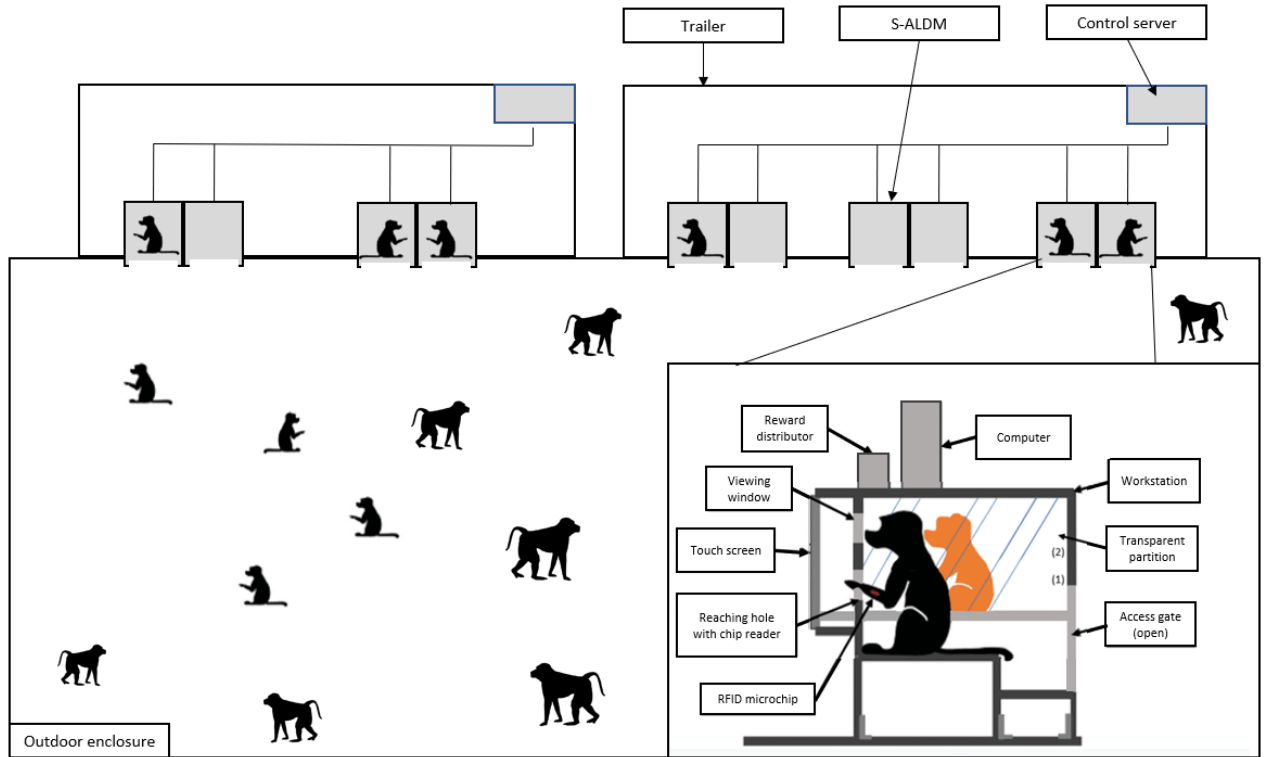 Trailer
S-ALDM
Control server
Reward
distributor
Computer
Viewing
window
Workstation
Touch screen
Transparent
partition
(2)
(1)
Reaching hole
with chip reader
Access gate
(open)
RFID microchip
Outdoor enclosure